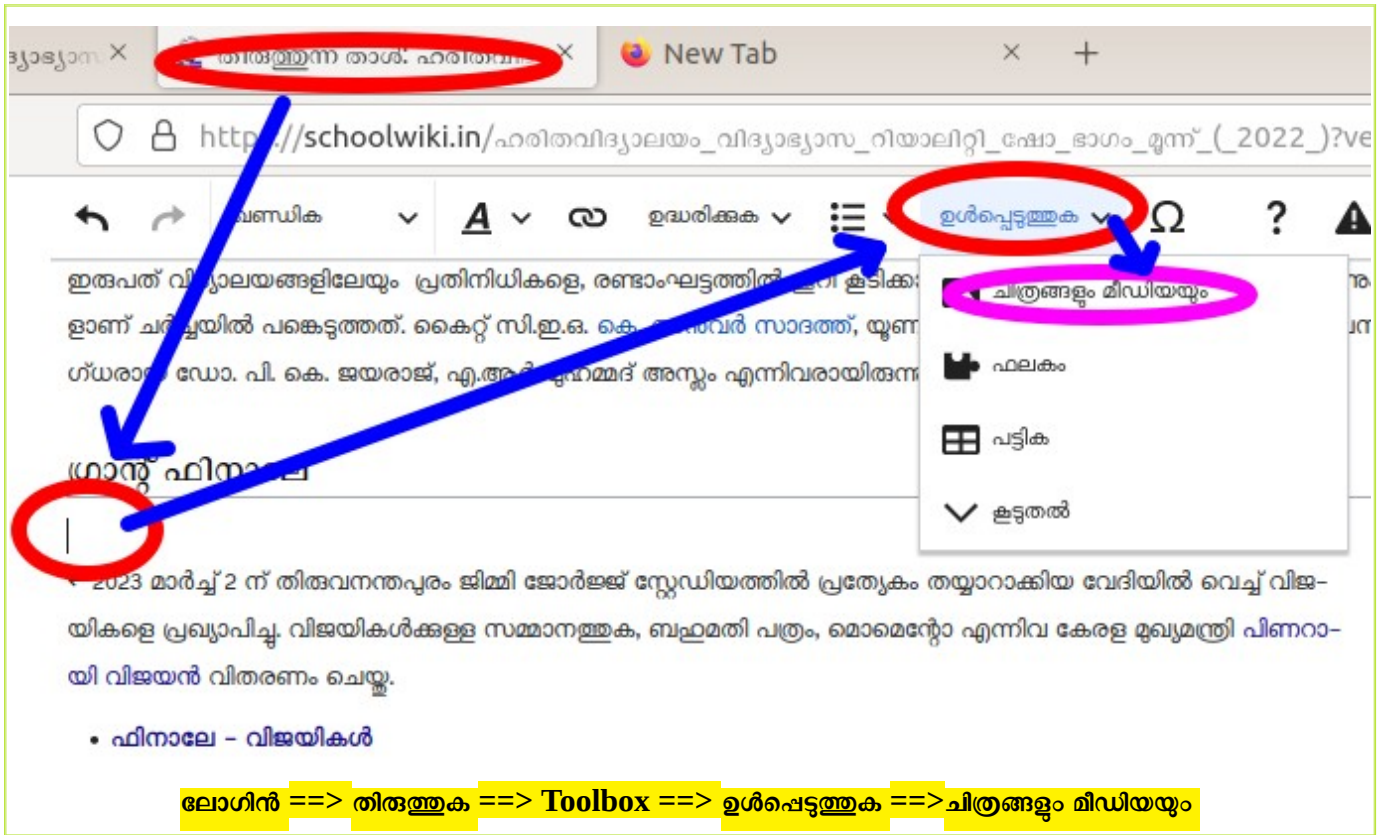 തിരുത്തുന്ന താൾ: New Tab
https://schoolwiki.in/ഹരിതവിദ്യാലയം_വിദ്യാഭ്യാസ_റിയാലിറ്റി_ഷോ_ഭാഗം_മൂന്ന്_(_2022_)?ve
ഖണ്ഡിക A ഉദ്ധരിക്കുക ഉൾപ്പെടുത്തുക Ω ?
ഇരുപത് വിദ്യാലയങ്ങളിലേയും പ്രതിനിധികളെ, രണ്ടാംഘട്ടത്തിൽ
ചിത്രങ്ങളും മീഡിയയും
ളാണ് ചർച്ചയിൽ പങ്കെടുത്തത്. കൈറ്റ് സി.ഇ.ഒ. കെ. അൻവർ സാദത്ത്,
ഗ്ധരായ ഡോ. പി. കെ. ജയരാജ്, എ.ആർ മുഹമ്മദ് അസ്ലം എന്നിവരായിരുന്നു
ഫലകം
പട്ടിക
കൂടുതൽ
ഗ്രാന്റ് ഫിനാലെ
2023 മാർച്ച് 2 ന് തിരുവനന്തപുരം ജിമ്മി ജോർജ്ജ് സ്റ്റേഡിയത്തിൽ പ്രത്യേകം തയ്യാറാക്കിയ വേദിയിൽ വെച്ച് വിജ-
യികളെ പ്രഖ്യാപിച്ചു. വിജയികൾക്കുള്ള സമ്മാനത്തുക, ബഹുമതി പത്രം, മൊമെന്റോ എന്നിവ കേരള മുഖ്യമന്ത്രി പിണറാ-
യി വിജയൻ വിതരണം ചെയ്തു.
• ഫിനാലേ - വിജയികൾ
ലോഗിൻ ==> തിരുത്തുക ==> Toolbox ==> ഉൾപ്പെടുത്തുക ==>ചിത്രങ്ങളും മീഡിയയും